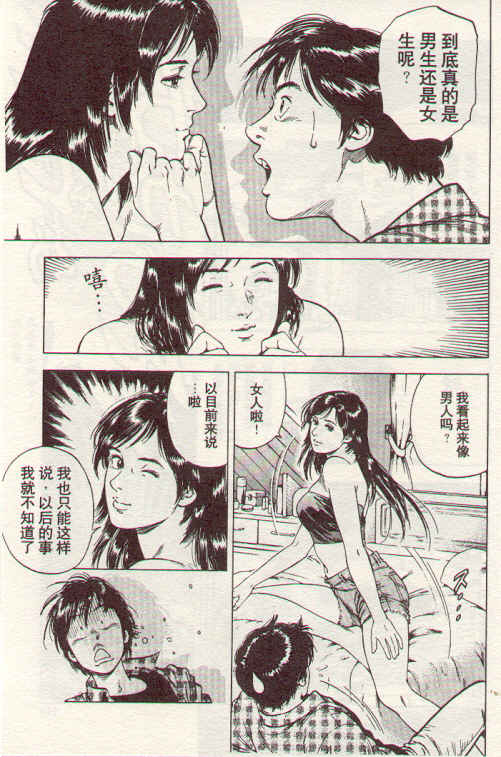 到底真的是
男生还是女
生呢？
嘻…
我看起来像
男人吗？
女人啦！
以目前来说
…啦
我也只能这样
说，以后的事
我就不知道了